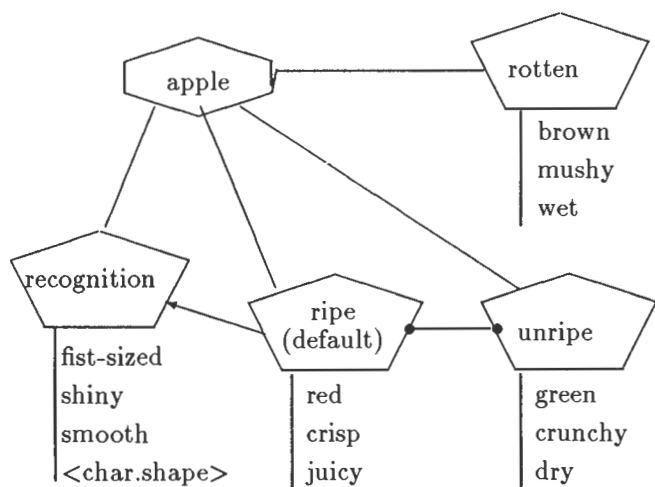 apple
rotten
brown
mushy
wet
recognition
fist-sized
shiny
smooth
<char.shape>
ripe
(default)
red
crisp
juicy
unripe
green
crunchy
dry